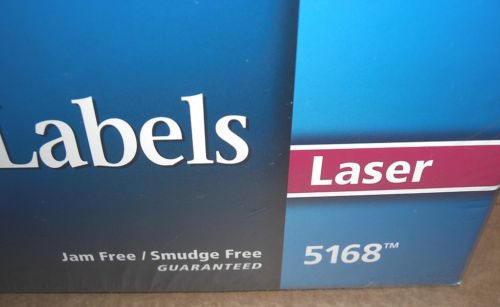 Labels
Laser
Jam Free / Smudge Free
GUARANTEED
5168™